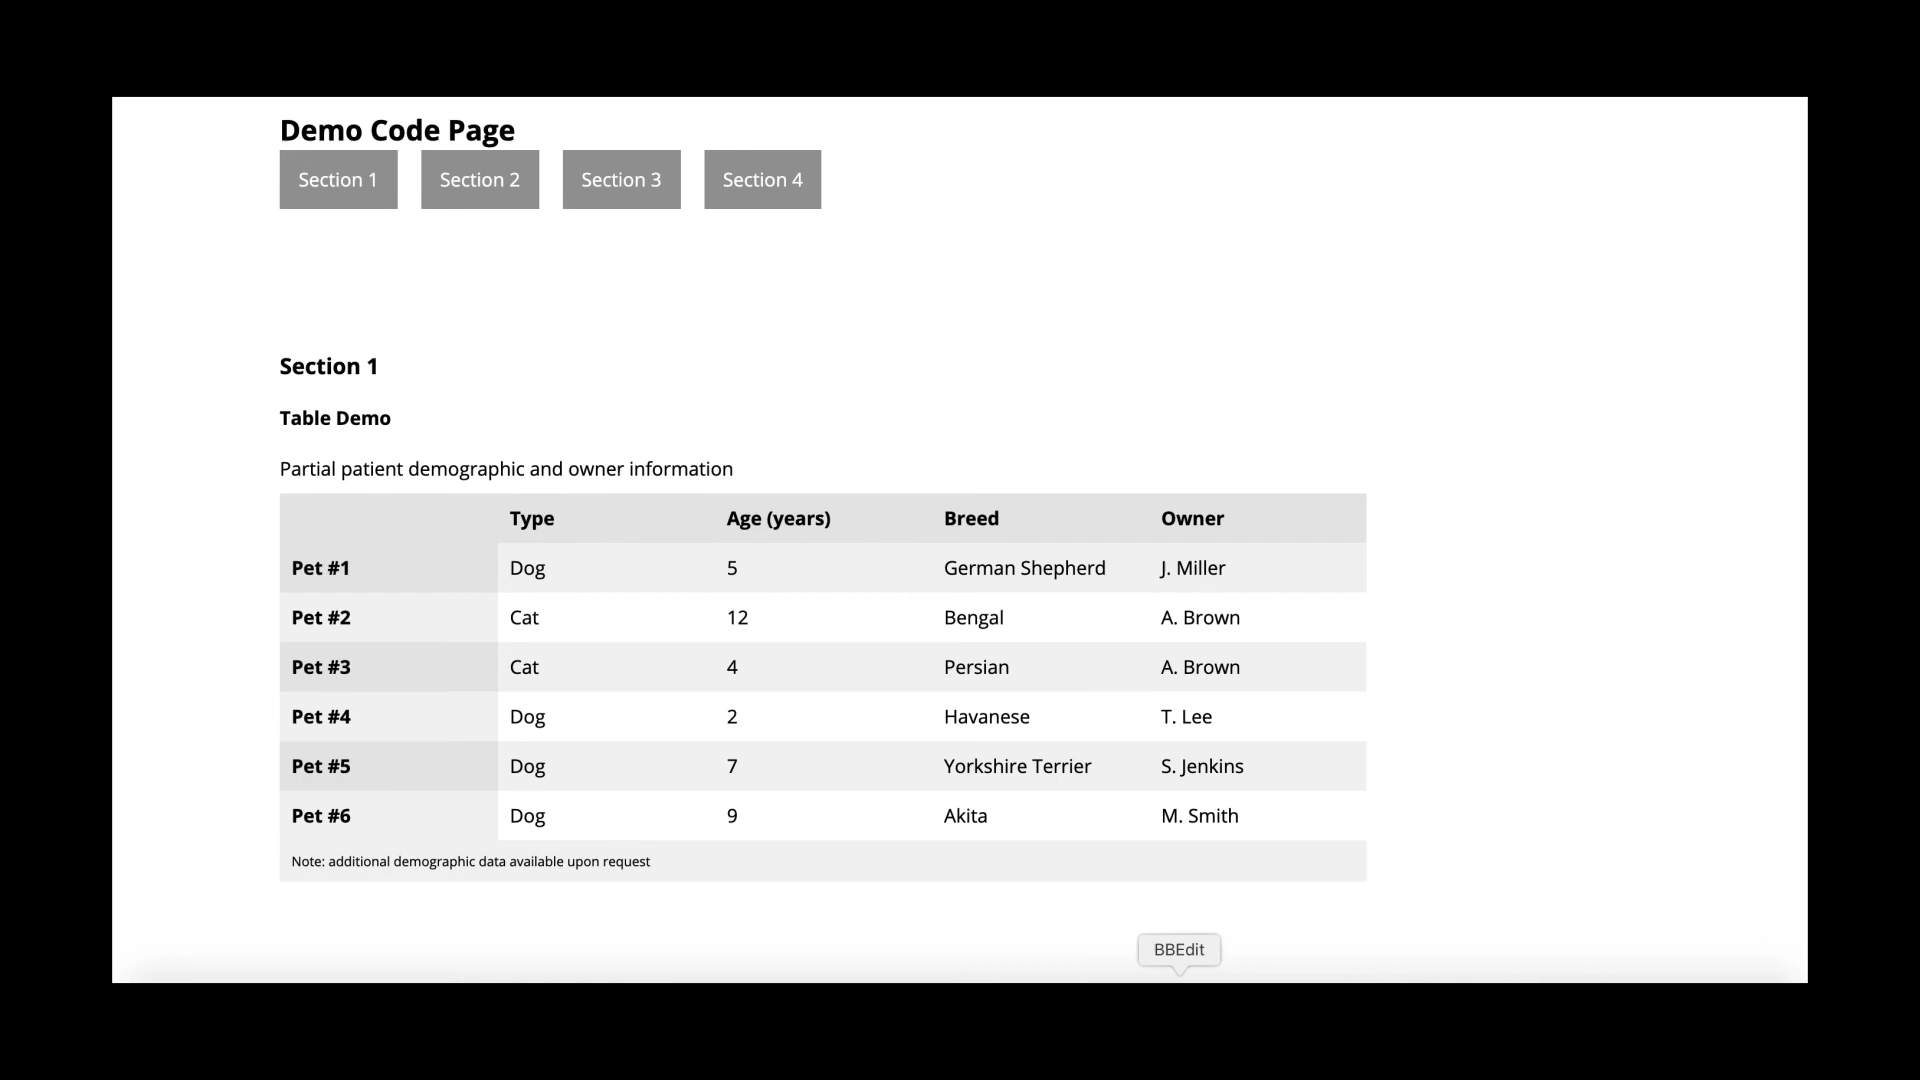 Demo Code Page
Section 1 Section 2 Section 3 Section 4
Section 1
Table Demo
Partial patient demographic and owner information
Type Age (years) Breed Owner
Pet #1 Dog 5 German Shepherd J. Miller
Pet #2 Cat 12 Bengal A. Brown
Pet #3 Cat 4 Persian A. Brown
Pet #4 Dog 2 Havanese T. Lee
Pet #5 Dog 7 Yorkshire Terrier S. Jenkins
Pet #6 Dog 9 Akita M. Smith
Note: additional demographic data available upon request
BBEdit